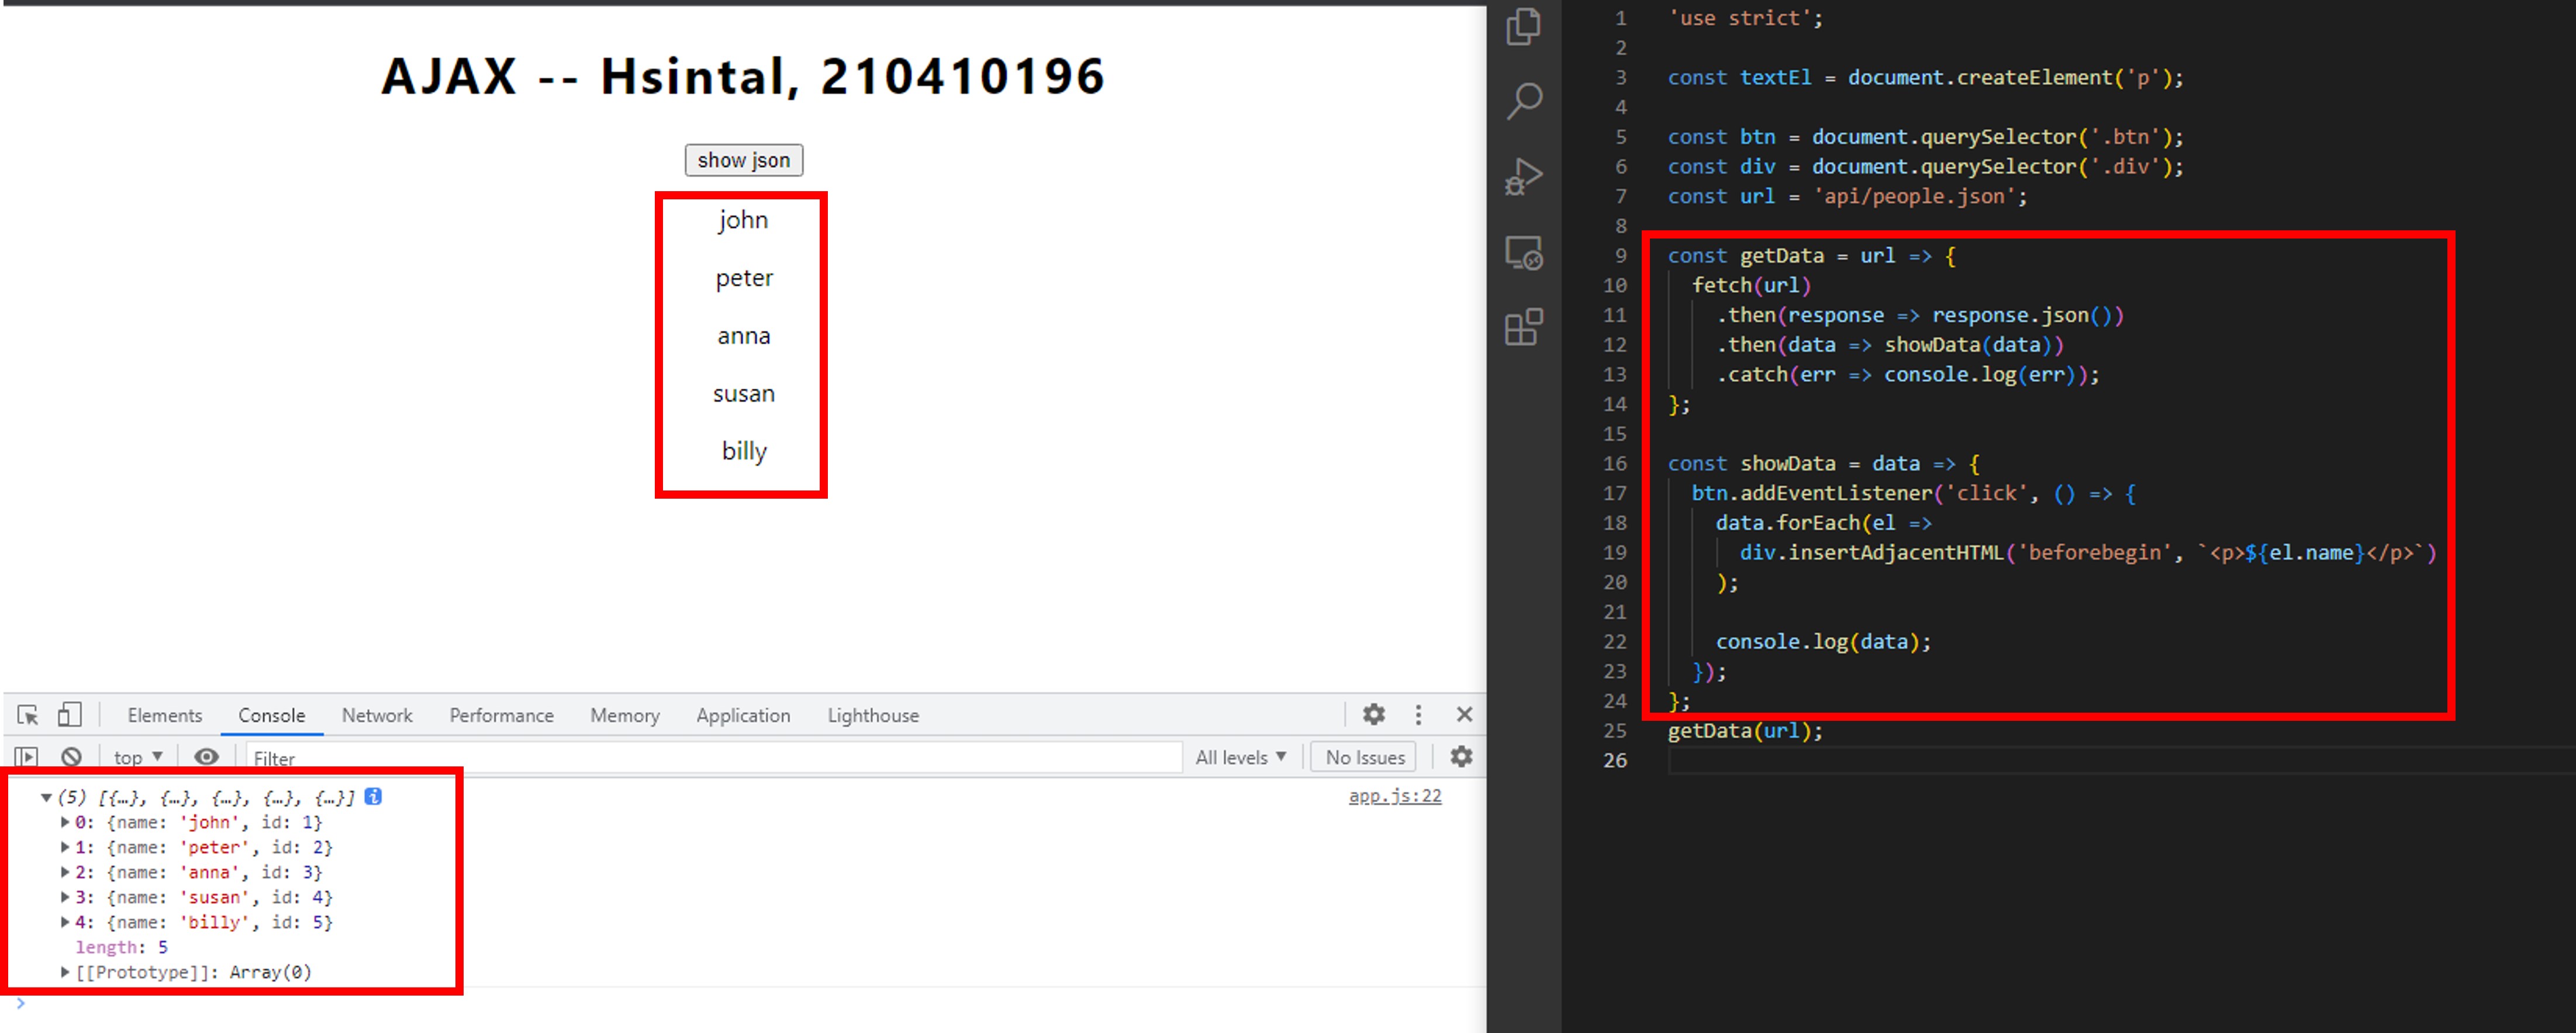 AJAX -- Hsintal, 210410196
show json
john
peter
anna
susan
billy
Elements Console Network Performance Memory Application Lighthouse
top ▼ Filter All levels ▼ No Issues
▼ (5) [{…}, {…}, {…}, {…}, {…}] i app.js:22
▶ 0: {name: 'john', id: 1}
▶ 1: {name: 'peter', id: 2}
▶ 2: {name: 'anna', id: 3}
▶ 3: {name: 'susan', id: 4}
▶ 4: {name: 'billy', id: 5}
length: 5
▶ [[Prototype]]: Array(0)
>
1 'use strict';
2
3 const textEl = document.createElement('p');
4
5 const btn = document.querySelector('.btn');
6 const div = document.querySelector('.div');
7 const url = 'api/people.json';
8
9 const getData = url => {
10 fetch(url)
11 .then(response => response.json())
12 .then(data => showData(data))
13 .catch(err => console.log(err));
14 };
15
16 const showData = data => {
17 btn.addEventListener('click', () => {
18 data.forEach(el =>
19 div.insertAdjacentHTML('beforebegin', `<p>${el.name}</p>`)
20 );
21
22 console.log(data);
23 });
24 };
25 getData(url);
26